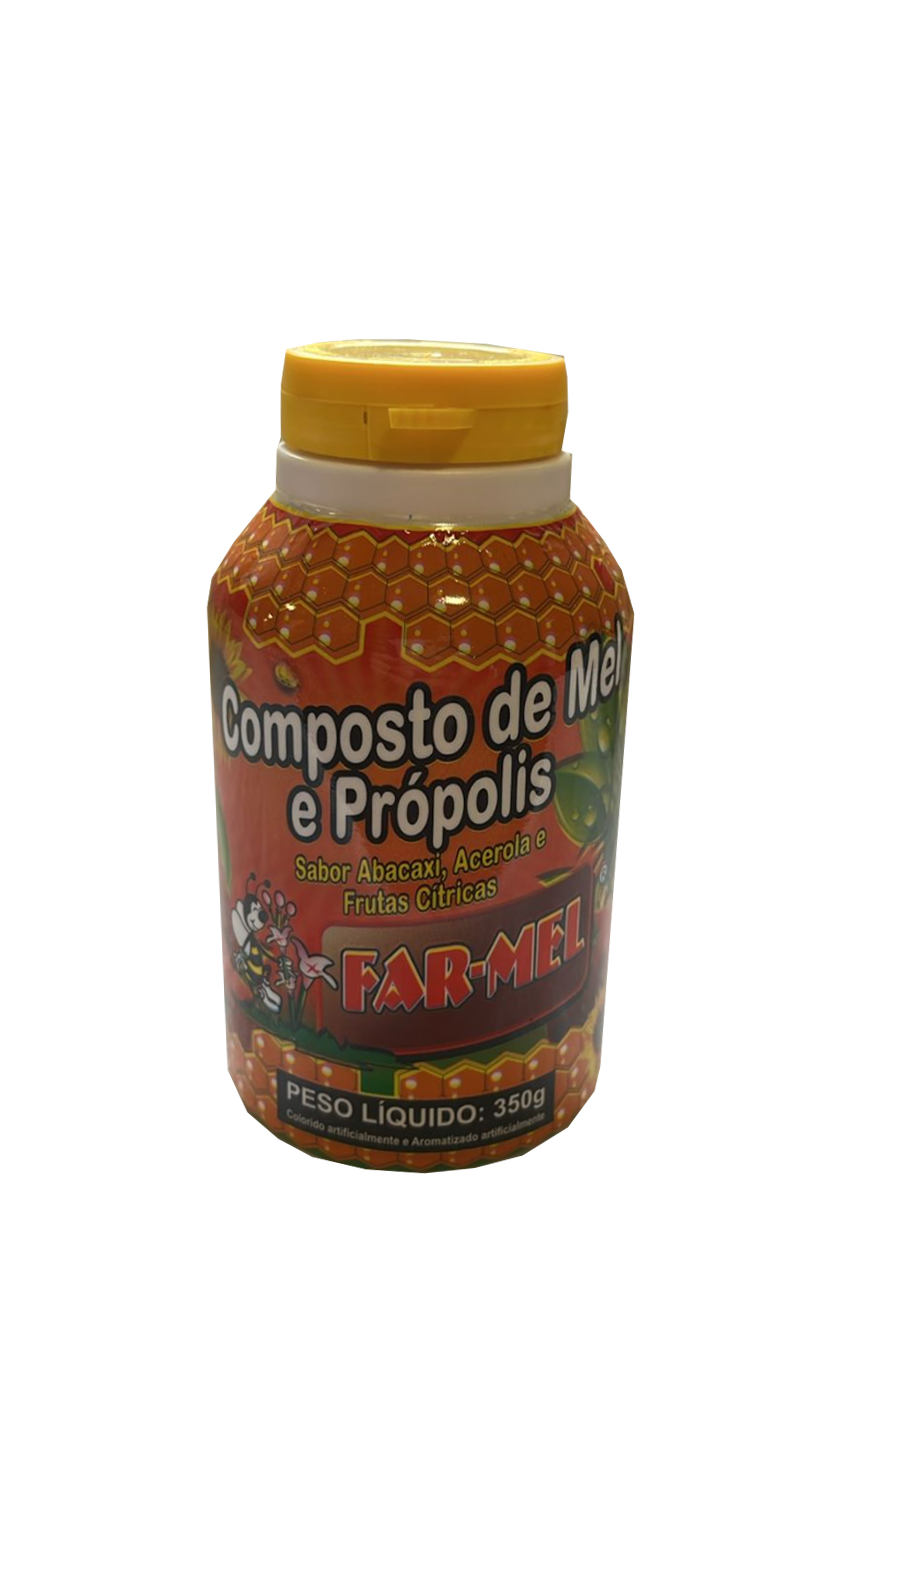 Composto de Mel
e Própolis
Sabor Abacaxi, Acerola e
Frutas Cítricas
FAR-MEL
PESO LÍQUIDO: 350g
Colorido artificialmente e Aromatizado artificialmente